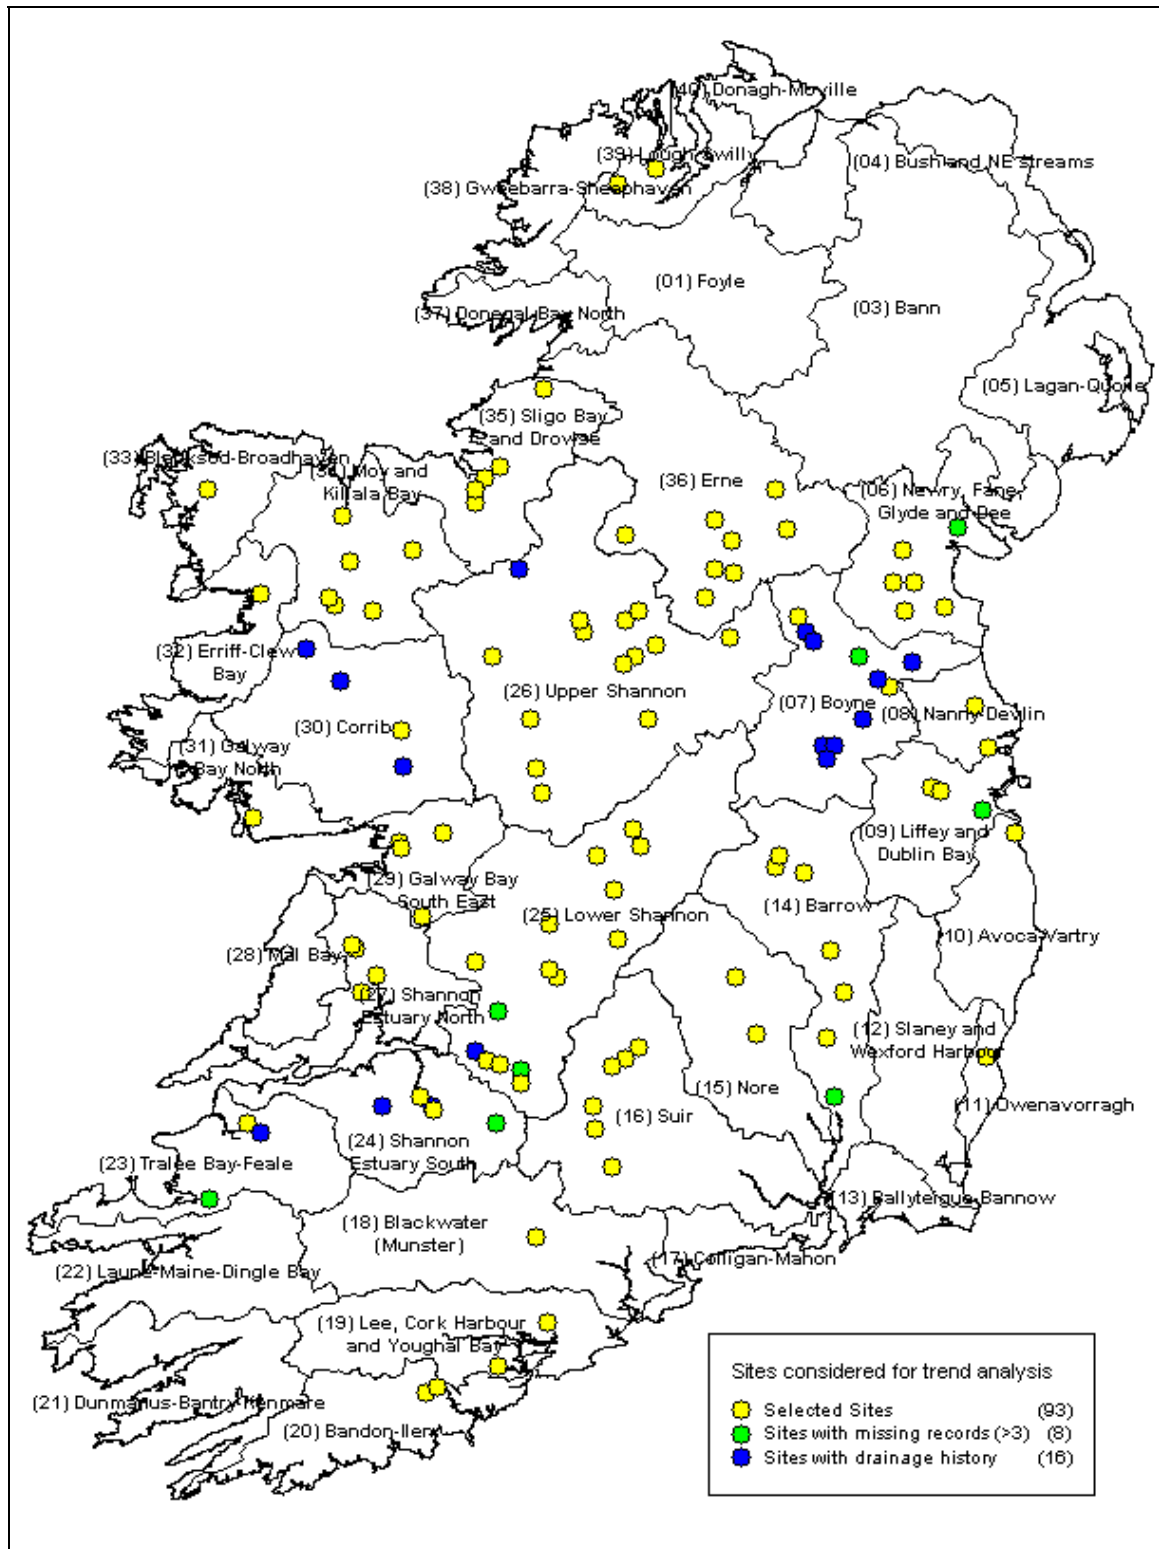 (40) Donagh-Moville
(39) Lough Swilly
(04) Bush and NE streams
(38) Gweebarra-Sheephaven
(01) Foyle
(37) Donegal Bay North
(03) Bann
(05) Lagan-Quoile
(35) Sligo Bay
and Drowse
(33) Blacksod-Broadhaven
(34) Moy and
Killala Bay
(36) Erne
(06) Newry, Fane,
Glyde and Dee
(32) Erriff-Clew
Bay
(26) Upper Shannon
(07) Boyne
(08) Nanny-Devlin
(30) Corrib
(31) Galway
Bay North
(09) Liffey and
Dublin Bay
(29) Galway Bay
South East
(25) Lower Shannon
(14) Barrow
(10) Avoca-Vartry
(28) Mal Bay
(27) Shannon
Estuary North
(12) Slaney and
Wexford Harbour
(15) Nore
(11) Owenavorragh
(16) Suir
(24) Shannon
Estuary South
(23) Tralee Bay-Feale
(13) Ballyteigue-Bannow
(18) Blackwater
(Munster)
(17) Colligan-Mahon
(22) Laune-Maine-Dingle Bay
(19) Lee, Cork Harbour
and Youghal Bay
(21) Dunmanus-Bantry-Kenmare
(20) Bandon-Ilen
Sites considered for trend analysis
Selected Sites (93)
Sites with missing records (>3) (8)
Sites with drainage history (16)